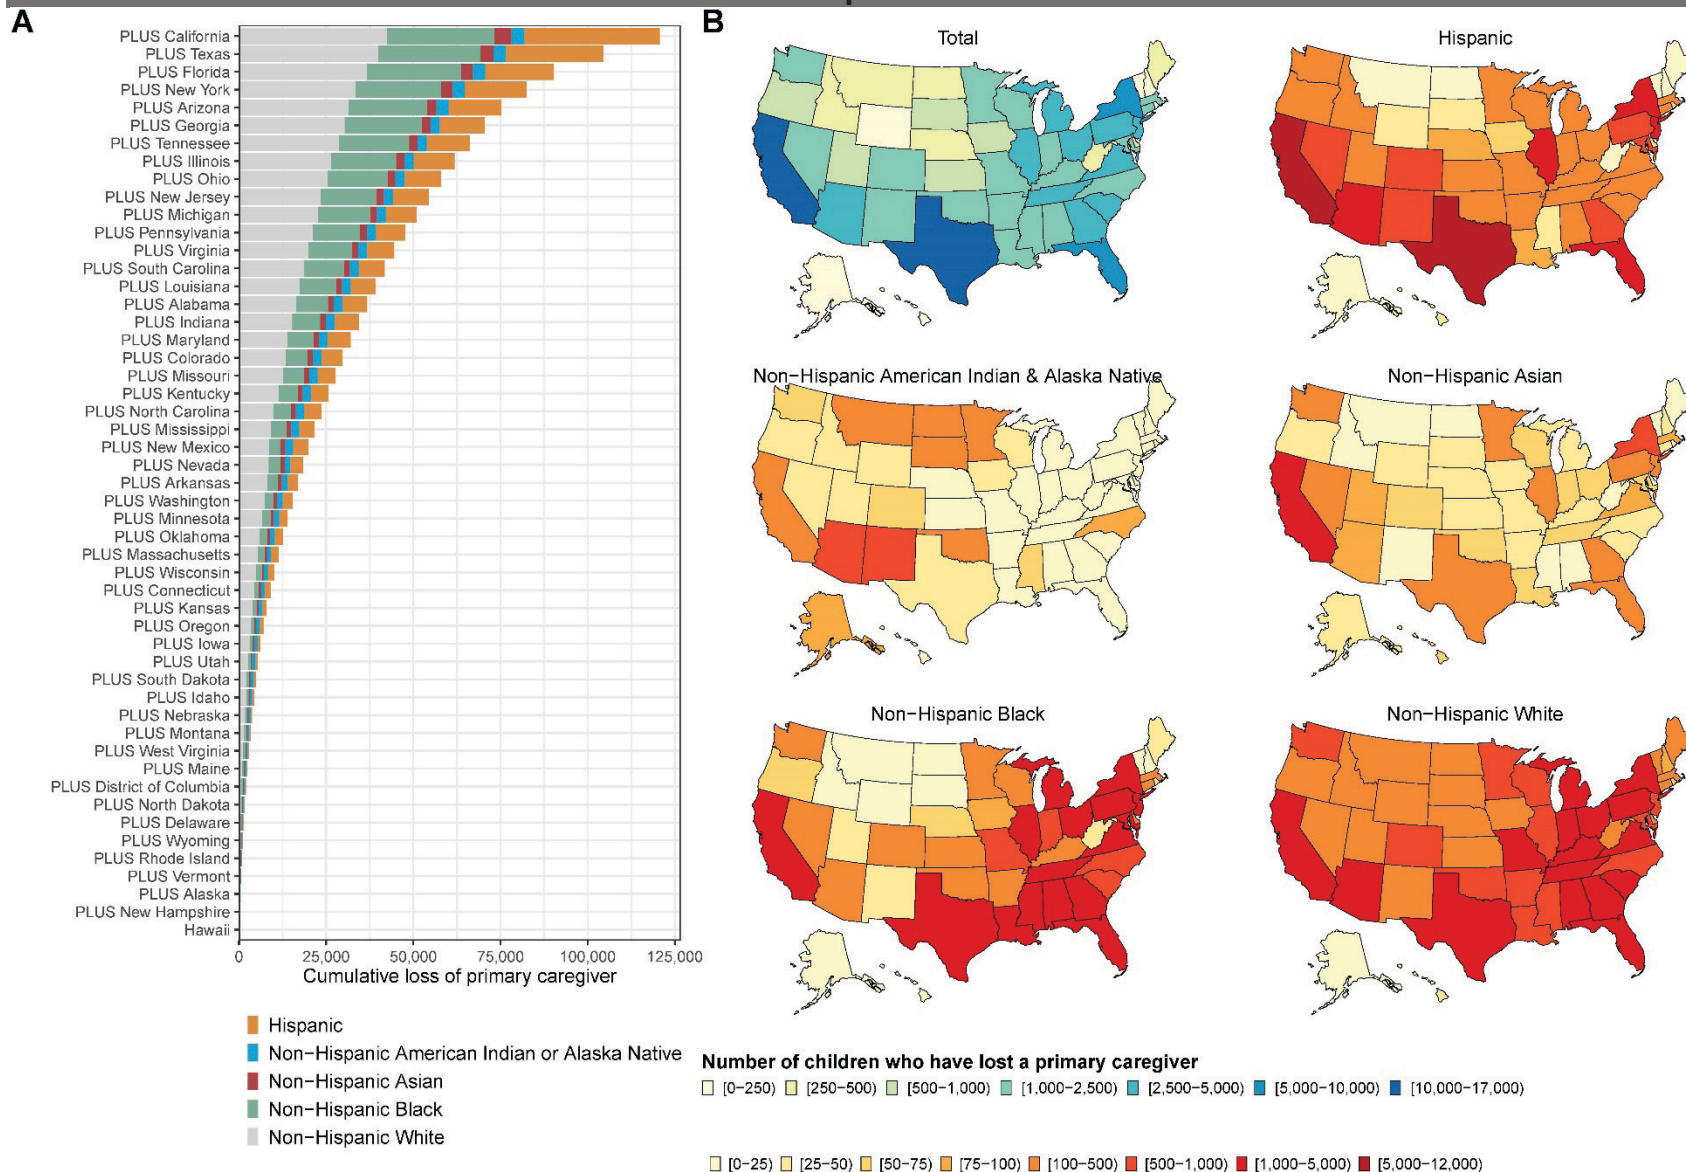 A
PLUS California
PLUS Texas
PLUS Florida
PLUS New York
PLUS Arizona
PLUS Georgia
PLUS Tennessee
PLUS Illinois
PLUS Ohio
PLUS New Jersey
PLUS Michigan
PLUS Pennsylvania
PLUS Virginia
PLUS South Carolina
PLUS Louisiana
PLUS Alabama
PLUS Indiana
PLUS Maryland
PLUS Colorado
PLUS Missouri
PLUS Kentucky
PLUS North Carolina
PLUS Mississippi
PLUS New Mexico
PLUS Nevada
PLUS Arkansas
PLUS Washington
PLUS Minnesota
PLUS Oklahoma
PLUS Massachusetts
PLUS Wisconsin
PLUS Connecticut
PLUS Kansas
PLUS Oregon
PLUS Iowa
PLUS Utah
PLUS South Dakota
PLUS Idaho
PLUS Nebraska
PLUS Montana
PLUS West Virginia
PLUS Maine
PLUS District of Columbia
PLUS North Dakota
PLUS Delaware
PLUS Wyoming
PLUS Rhode Island
PLUS Vermont
PLUS Alaska
PLUS New Hampshire
Hawaii
0 25,000 50,000 75,000 100,000 125,000
Cumulative loss of primary caregiver
Hispanic
Non-Hispanic American Indian or Alaska Native
Non-Hispanic Asian
Non-Hispanic Black
Non-Hispanic White
B
Total
Hispanic
Non-Hispanic American Indian & Alaska Native
Non-Hispanic Asian
Non-Hispanic Black
Non-Hispanic White
Number of children who have lost a primary caregiver
[0-250) [250-500) [500-1,000) [1,000-2,500) [2,500-5,000) [5,000-10,000) [10,000-17,000)
[0-25) [25-50) [50-75) [75-100) [100-500) [500-1,000) [1,000-5,000) [5,000-12,000)